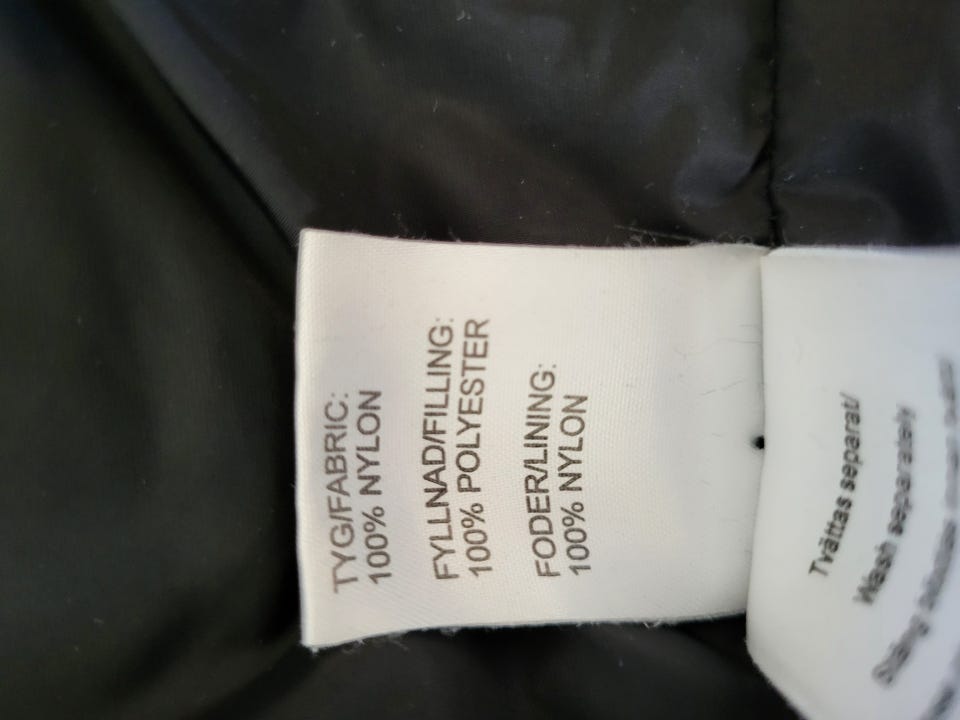 TYG/FABRIC:
100% NYLON
FYLLNAD/FILLING:
100% POLYESTER
FODER/LINING:
100% NYLON
Tvättas separat/
Wash separately